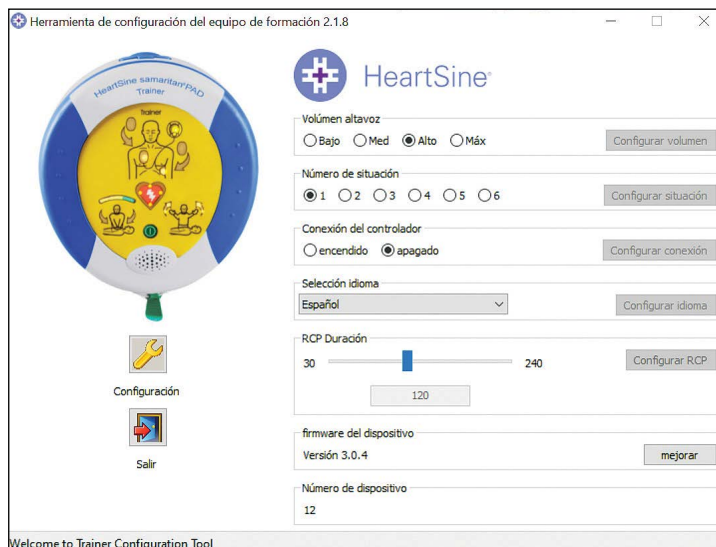 Herramienta de configuración del equipo de formación 2.1.8
HeartSine samaritan PAD
Trainer
Trainer
HeartSine
Volúmen altavoz
Bajo Med Alto Máx Configurar volumen
Número de situación
1 2 3 4 5 6 Configurar situación
Conexión del controlador
encendido apagado Configurar conexión
Selección idioma
Español Configurar idioma
RCP Duración
30 240 Configurar RCP
120
Configuración
Salir
firmware del dispositivo
Versión 3.0.4 mejorar
Número de dispositivo
12
Welcome to Trainer Configuration Tool